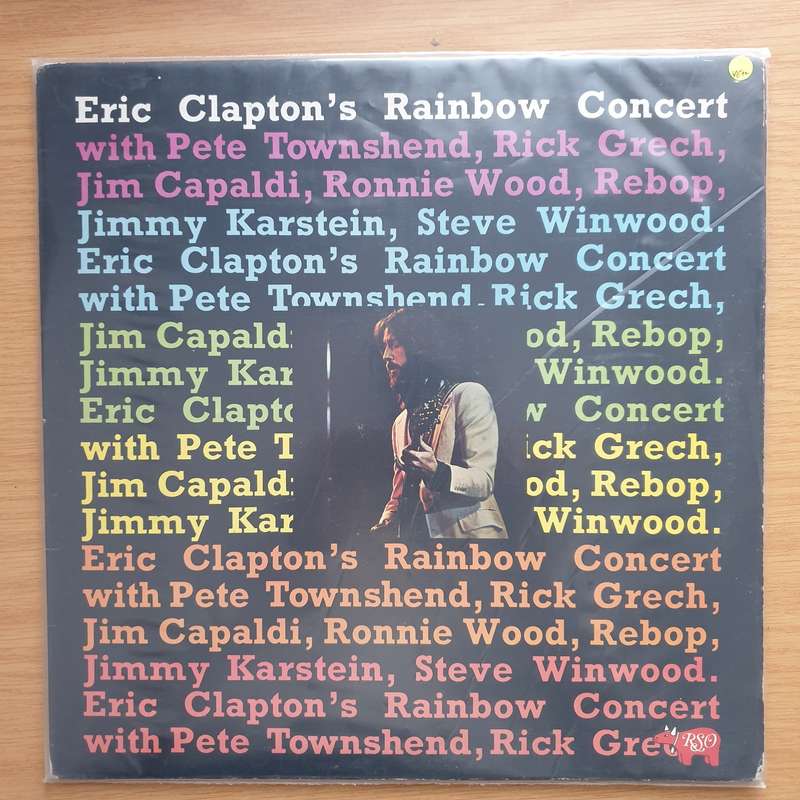 Eric Clapton's Rainbow Concert
with Pete Townshend, Rick Grech,
Jim Capaldi, Ronnie Wood, Rebop,
Jimmy Karstein, Steve Winwood.
Eric Clapton's Rainbow Concert
with Pete Townshend, Rick Grech,
Jim Capald od, Rebop,
Jimmy Kar Winwood.
Eric Clapto w Concert
with Pete T ick Grech,
Jim Capald od, Rebop,
Jimmy Kar Winwood.
Eric Clapton's Rainbow Concert
with Pete Townshend, Rick Grech,
Jim Capaldi, Ronnie Wood, Rebop,
Jimmy Karstein, Steve Winwood.
Eric Clapton's Rainbow Concert
with Pete Townshend, Rick Gre
RSO